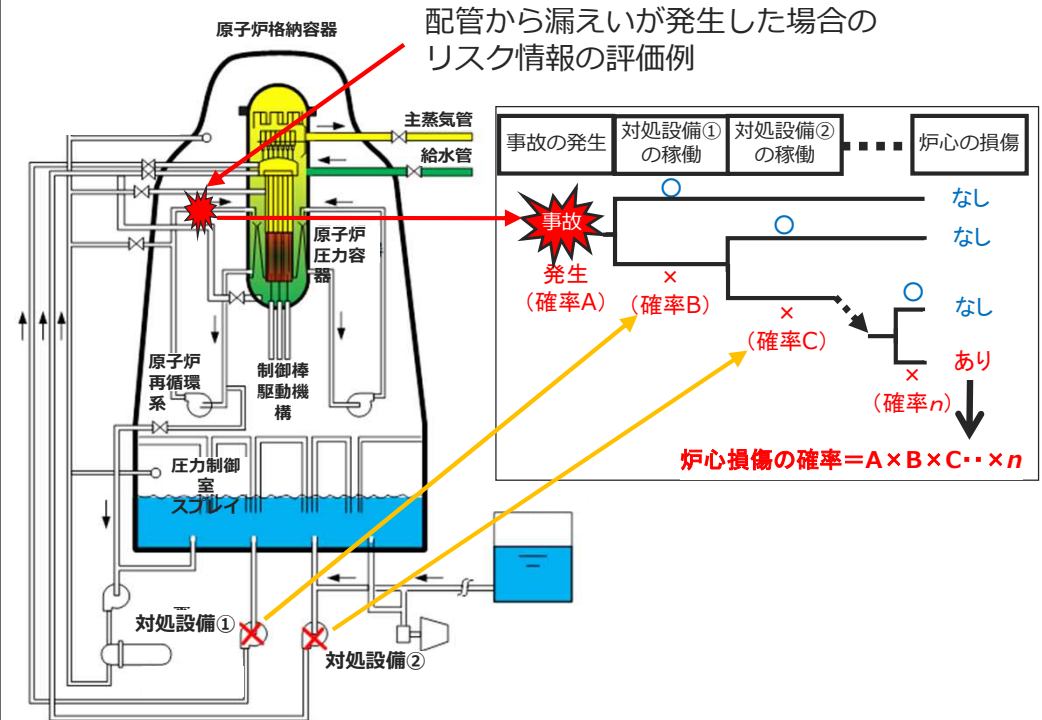 配管から漏えいが発生した場合の
リスク情報の評価例
原子炉格納容器
主蒸気管
給水管
原子炉
圧力容
器
原子炉
再循環
系
制御棒
駆動機
構
圧力制御
室
スプレイ
対処設備①
対処設備②
事故の発生
対処設備①
の稼働
対処設備②
の稼働
炉心の損傷
事故
発生
(確率A)
○
×
(確率B)
○
×
(確率C)
○
×
(確率n)
なし
なし
なし
あり
炉心損傷の確率=A×B×C‥×n